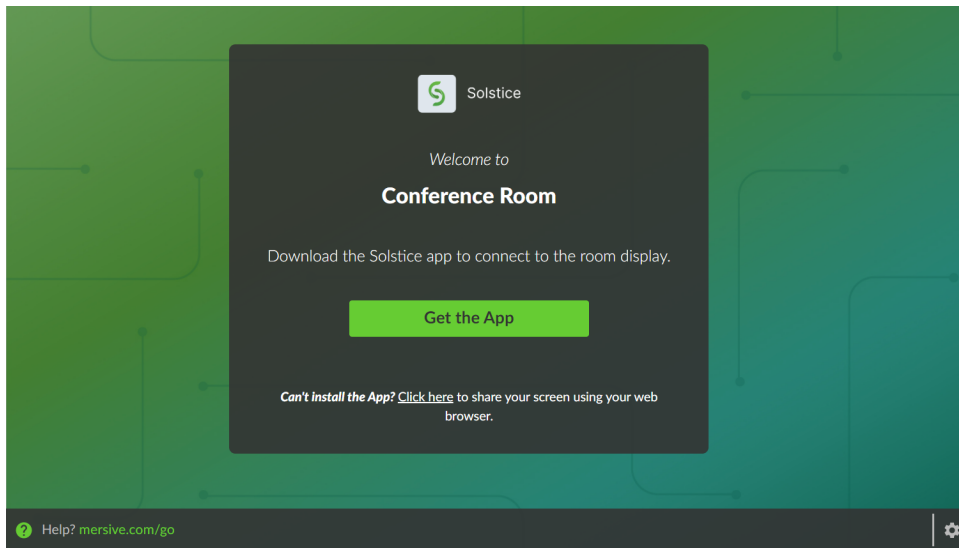 Solstice
Welcome to
Conference Room
Download the Solstice app to connect to the room display.
Get the App
Can't install the App? Click here to share your screen using your web
browser.
Help? mersive.com/go